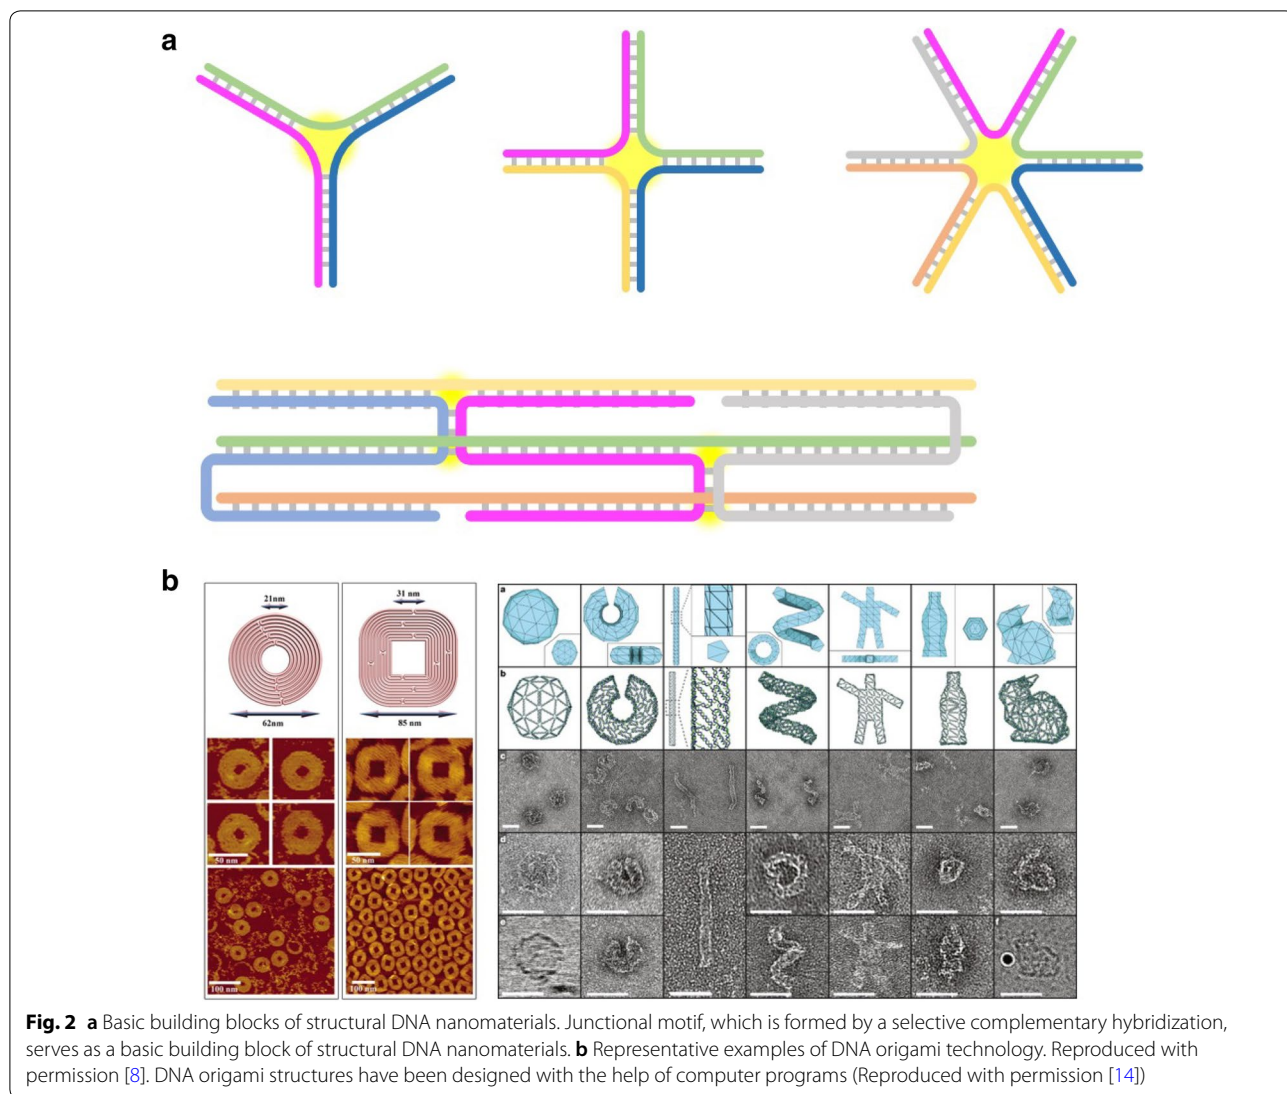 a
b
21nm
62nm
31 nm
85 nm
50 nm
50 nm
100 nm
100 nm
a
b
c
d
e
f
Fig. 2 a Basic building blocks of structural DNA nanomaterials. Junctional motif, which is formed by a selective complementary hybridization,
serves as a basic building block of structural DNA nanomaterials. b Representative examples of DNA origami technology. Reproduced with
permission [8]. DNA origami structures have been designed with the help of computer programs (Reproduced with permission [14])